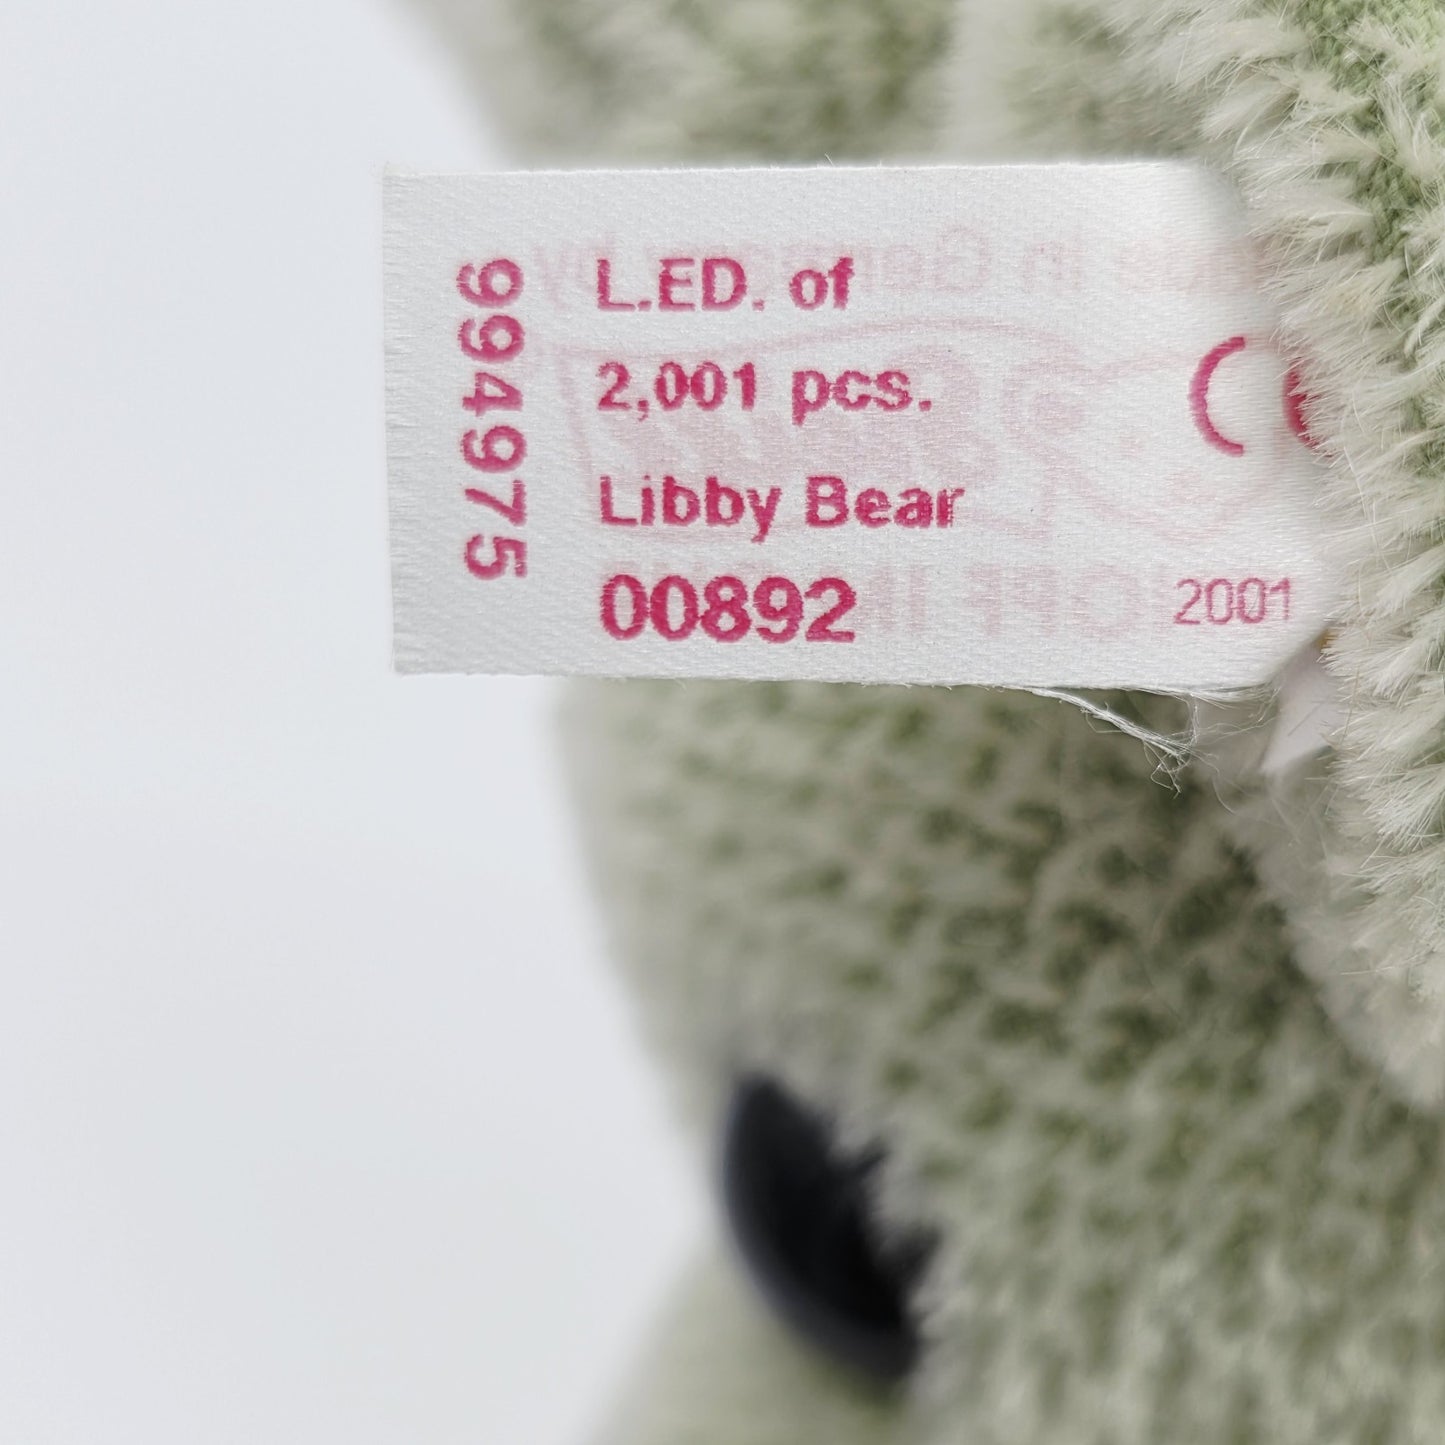 994975
L.ED. of
2,001 pcs.
Libby Bear
00892
2001